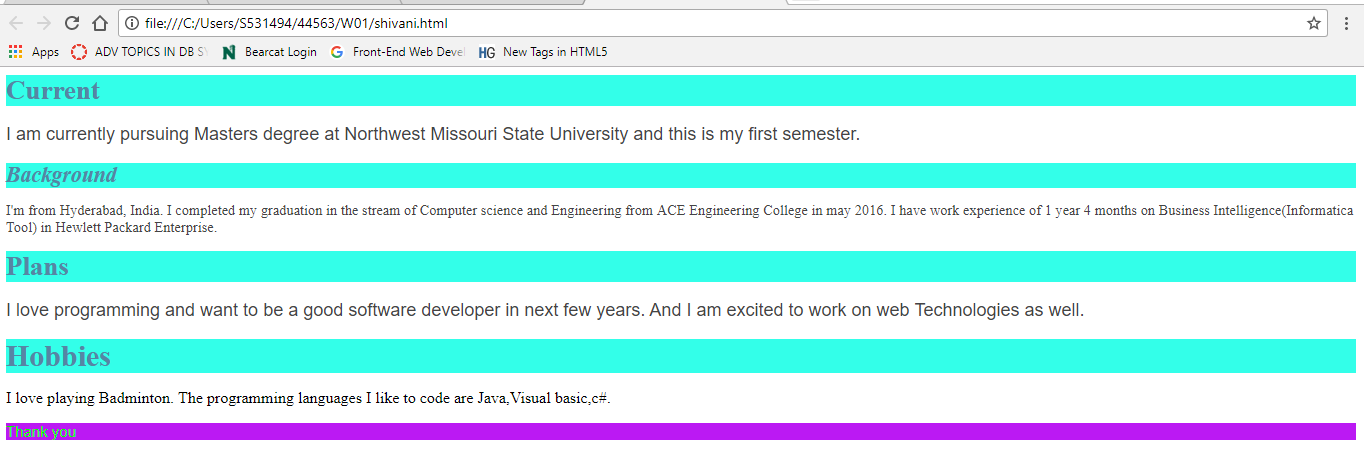 file:///C:/Users/S531494/44563/W01/shivani.html
Apps ADV TOPICS IN DB SY Bearcat Login Front-End Web Devel HG New Tags in HTML5
Current
I am currently pursuing Masters degree at Northwest Missouri State University and this is my first semester.
Background
I'm from Hyderabad, India. I completed my graduation in the stream of Computer science and Engineering from ACE Engineering College in may 2016. I have work experience of 1 year 4 months on Business Intelligence(Informatica
Tool) in Hewlett Packard Enterprise.
Plans
I love programming and want to be a good software developer in next few years. And I am excited to work on web Technologies as well.
Hobbies
I love playing Badminton. The programming languages I like to code are Java,Visual basic,c#.
Thank you